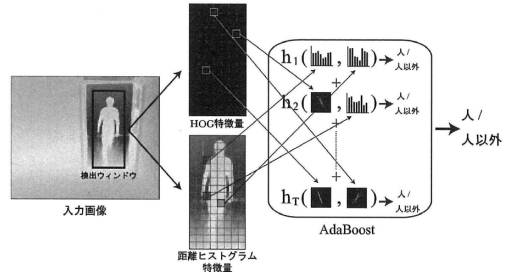 検出ウィンドウ
入力画像
HOG特徴量
距離ヒストグラム
特徴量
h1( , )→人/
人以外
+
h2( , )→人/
人以外
+
+
hT( , )→人/
人以外
AdaBoost
人/
人以外